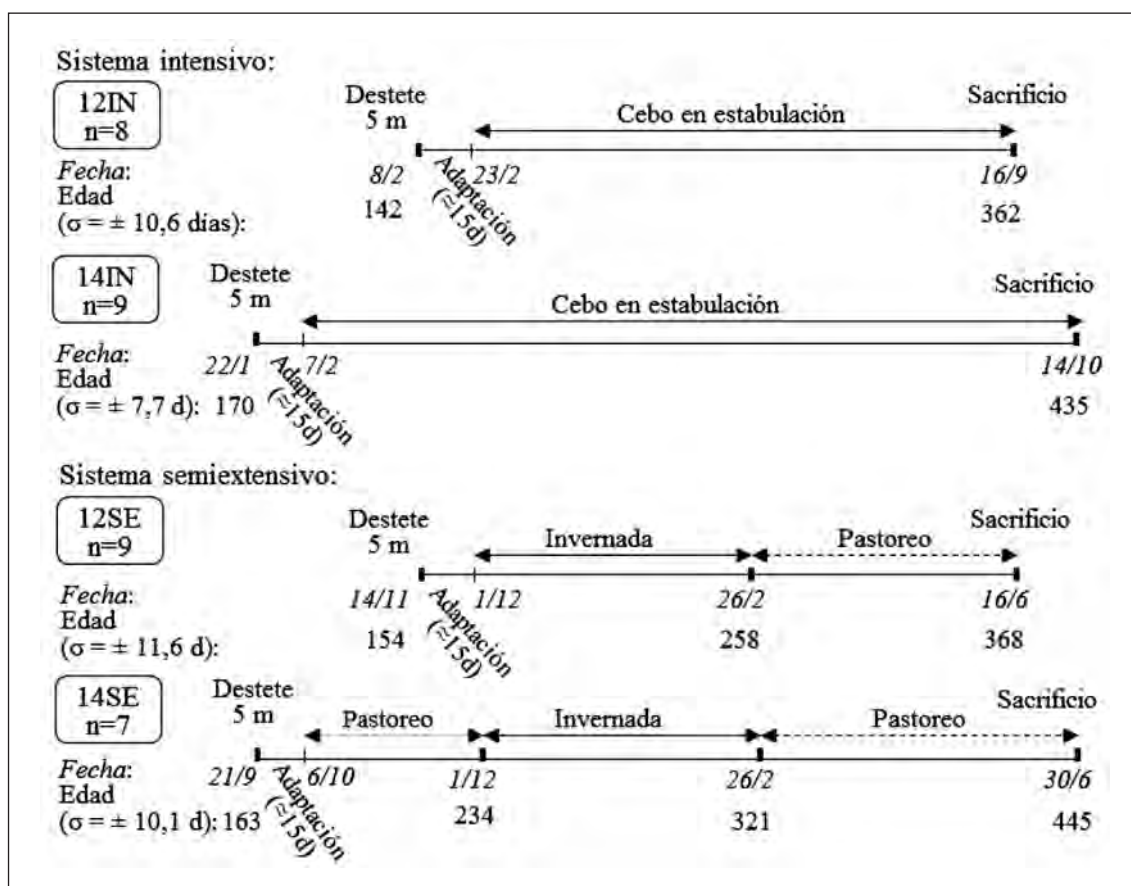 Sistema intensivo:
12IN
n=8
Destete
5 m
Cebo en estabulación
Sacrificio
Fecha:
8/2
Adaptación
(≈15d)
23/2
16/9
Edad
(σ = ± 10,6 días):
142
362
14IN
n=9
Destete
5 m
Cebo en estabulación
Sacrificio
Fecha:
22/1
Adaptación
(≈15d)
7/2
14/10
Edad
(σ = ± 7,7 d): 170
435
Sistema semiextensivo:
12SE
n=9
Destete
5 m
Invernada
Pastoreo
Sacrificio
Fecha:
14/11
Adaptación
(≈15d)
1/12
26/2
16/6
Edad
(σ = ± 11,6 d):
154
258
368
14SE
n=7
Destete
5 m
Pastoreo
Invernada
Pastoreo
Sacrificio
Fecha:
21/9
Adaptación
(≈15d)
6/10
1/12
26/2
30/6
Edad
(σ = ± 10,1 d): 163
234
321
445